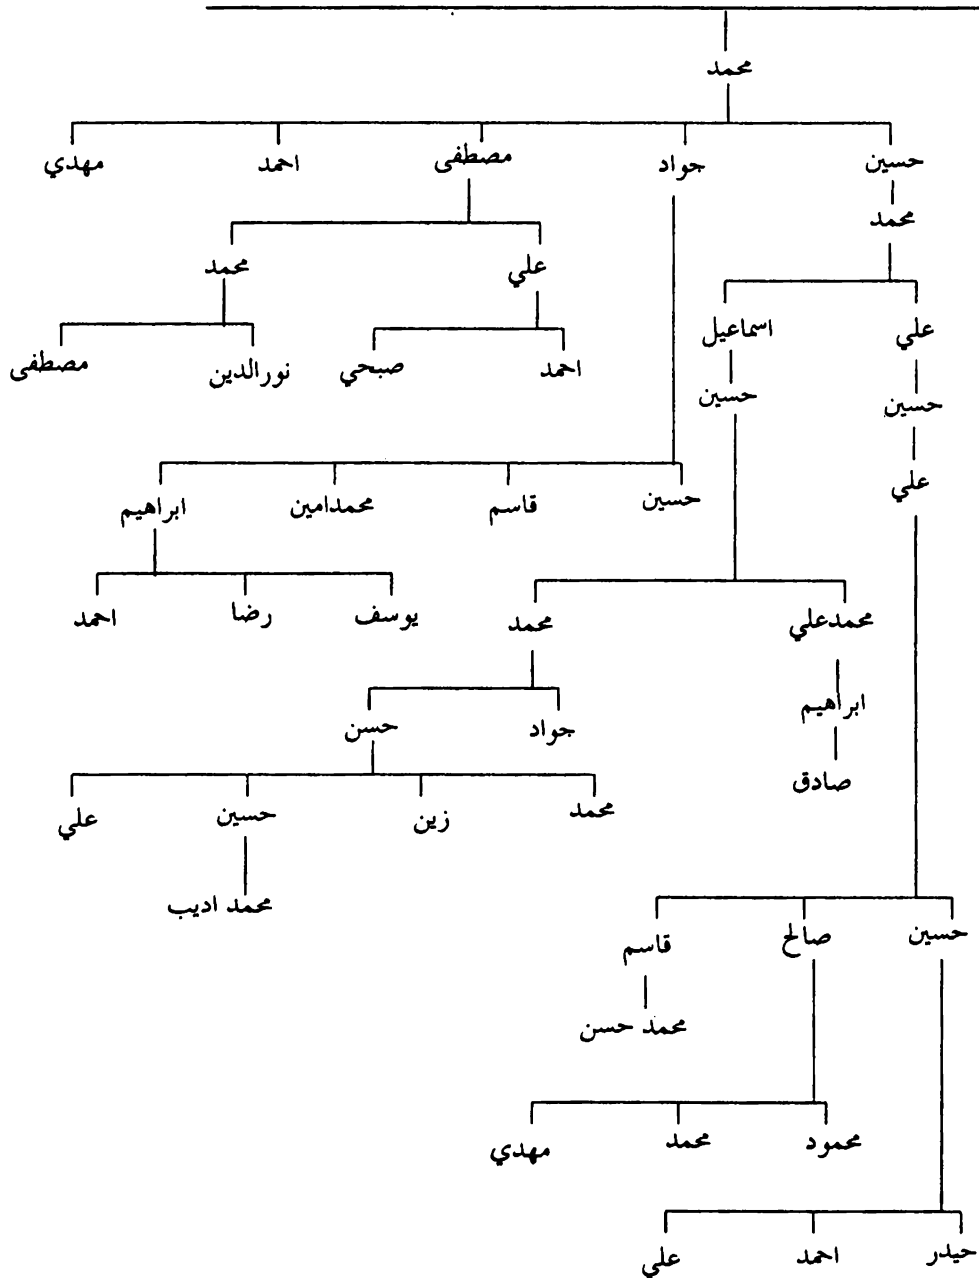 محمد
حسين جواد مصطفى احمد مهدي
محمد
علي محمد
علي اسماعيل
احمد صبحي نورالدين مصطفى
حسين حسين
علي
حسين قاسم محمدامين ابراهيم
يوسف رضا احمد
محمدعلي محمد
ابراهيم
جواد حسن
صادق
محمد زين حسين علي
محمد اديب
حسين صالح قاسم
محمد حسن
محمود محمد مهدي
حيدر احمد علي